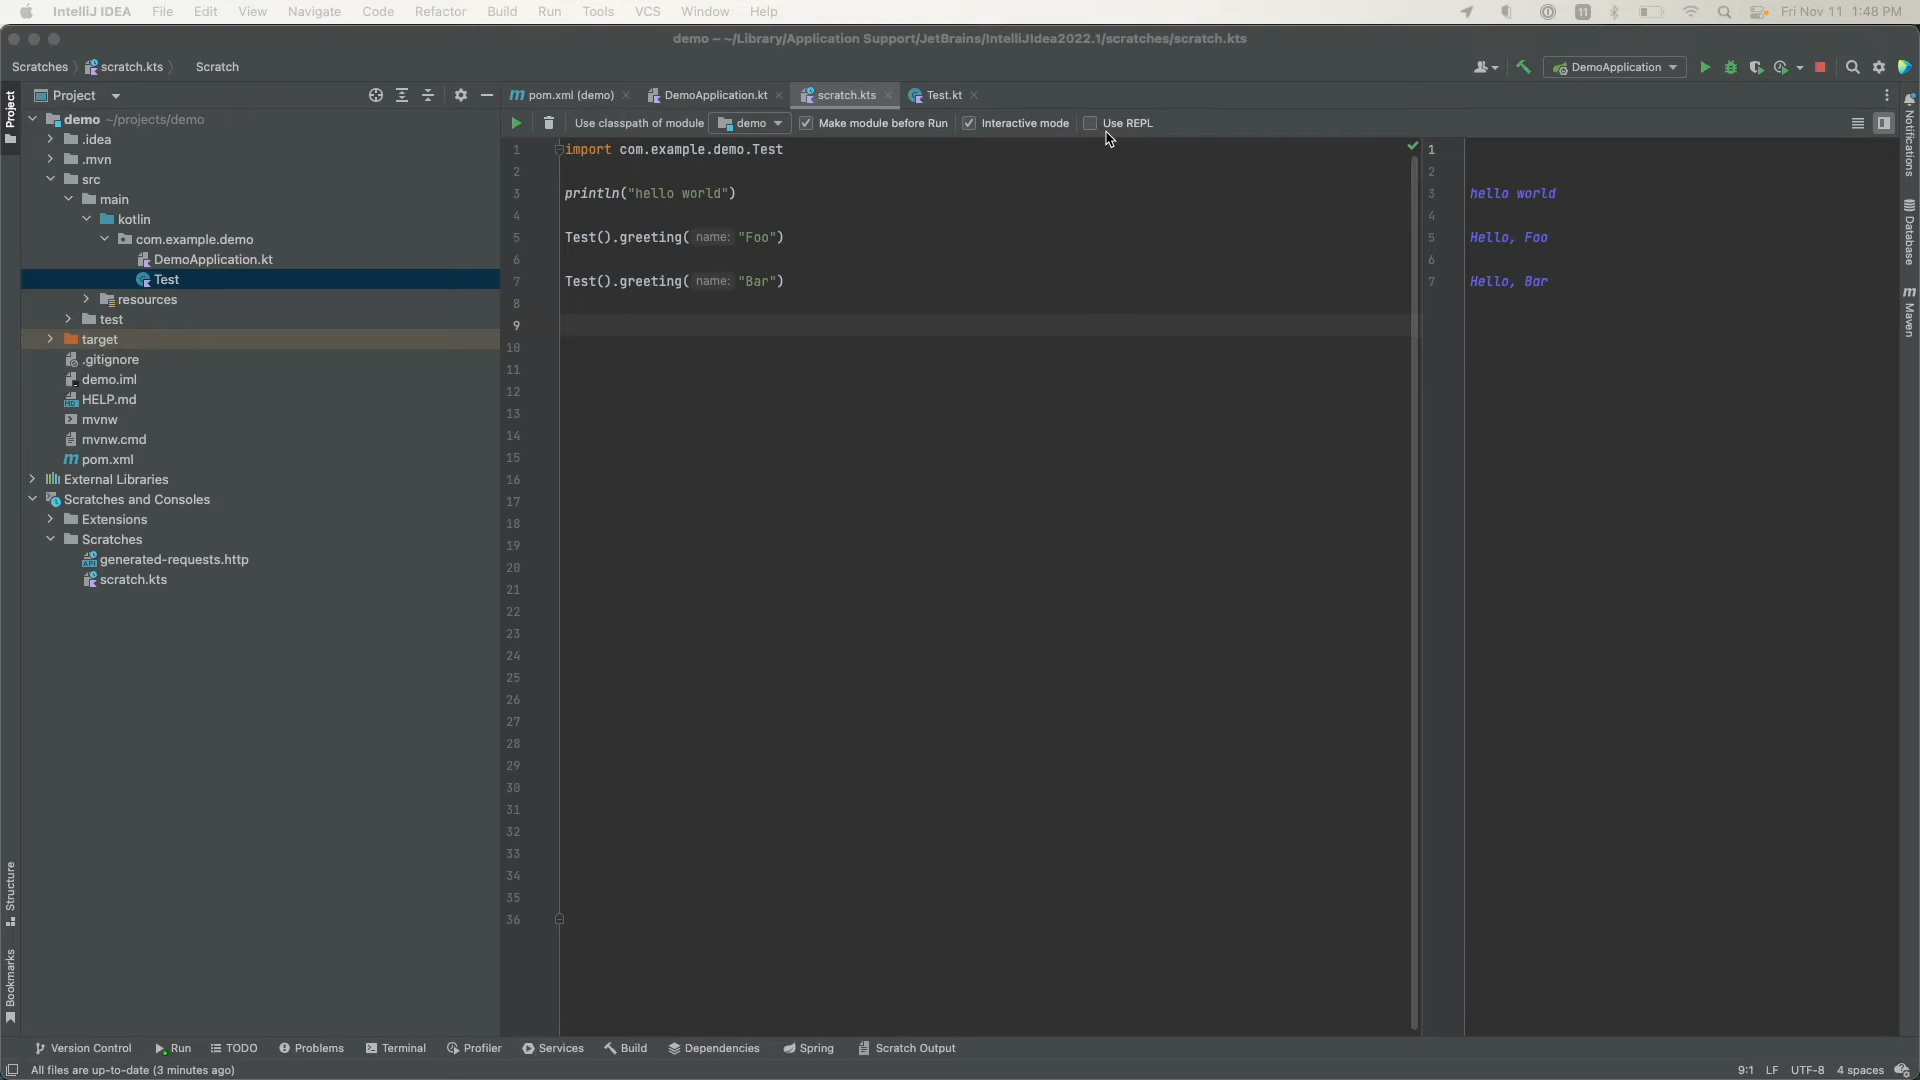 IntelliJ IDEA File Edit View Navigate Code Refactor Build Run Tools VCS Window Help 11 Fri Nov 11 1:48 PM
demo – ~/Library/Application Support/JetBrains/IntelliJIdea2022.1/scratches/scratch.kts
Scratches scratch.kts Scratch DemoApplication
Project
Project
pom.xml (demo) DemoApplication.kt scratch.kts Test.kt
Use classpath of module demo Make module before Run Interactive mode Use REPL
demo ~/projects/demo
.idea
.mvn
src
main
kotlin
com.example.demo
DemoApplication.kt
Test
resources
test
target
.gitignore
demo.iml
HELP.md
mvnw
mvnw.cmd
pom.xml
External Libraries
Scratches and Consoles
Extensions
Scratches
generated-requests.http
scratch.kts
Structure
Bookmarks
1 import com.example.demo.Test
2
3 println("hello world")
4
5 Test().greeting( name: "Foo")
6
7 Test().greeting( name: "Bar")
8
9
10
11
12
13
14
15
16
17
18
19
20
21
22
23
24
25
26
27
28
29
30
31
32
33
34
35
36
1
2
3 hello world
4
5 Hello, Foo
6
7 Hello, Bar
Notifications
Database
Maven
Version Control Run TODO Problems Terminal Profiler Services Build Dependencies Spring Scratch Output
All files are up-to-date (3 minutes ago) 9:1 LF UTF-8 4 spaces